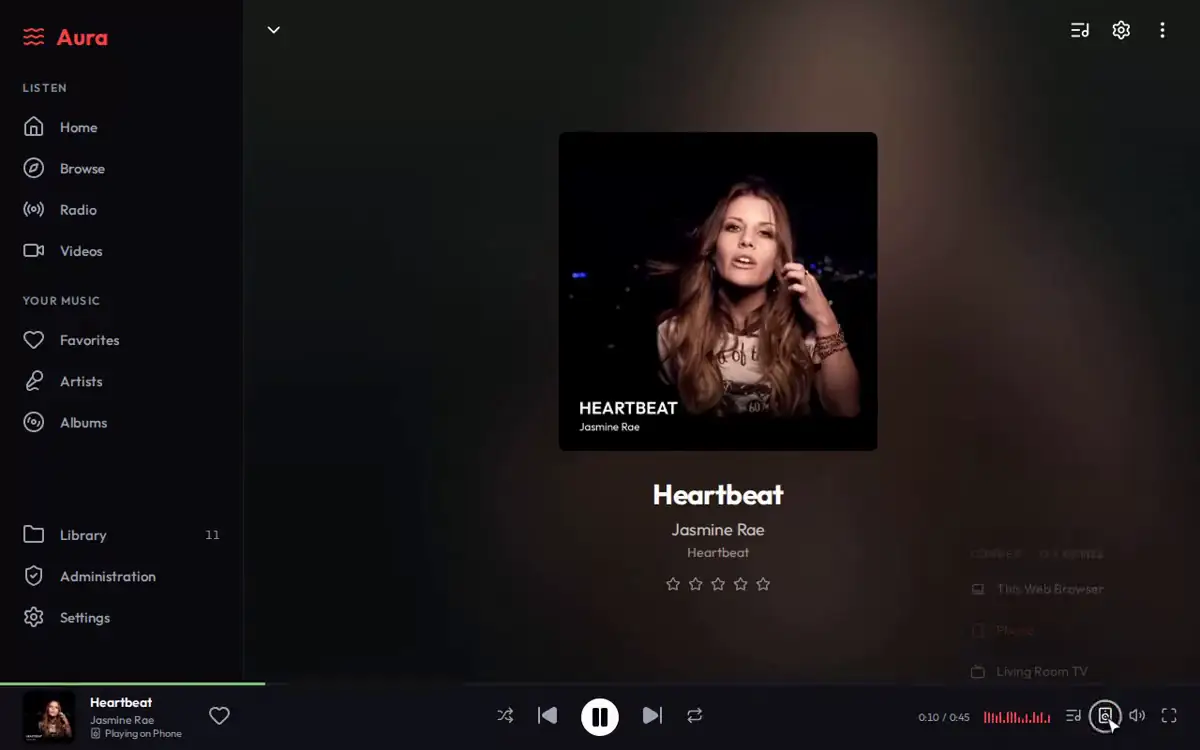 Aura
LISTEN
Home
Browse
Radio
Videos
YOUR MUSIC
Favorites
Artists
Albums
Library 11
Administration
Settings
HEARTBEAT
Jasmine Rae
Heartbeat
Jasmine Rae
Heartbeat
This Web Browser
Phone
Living Room TV
Heartbeat
Jasmine Rae
Playing on Phone
0:10 / 0:45